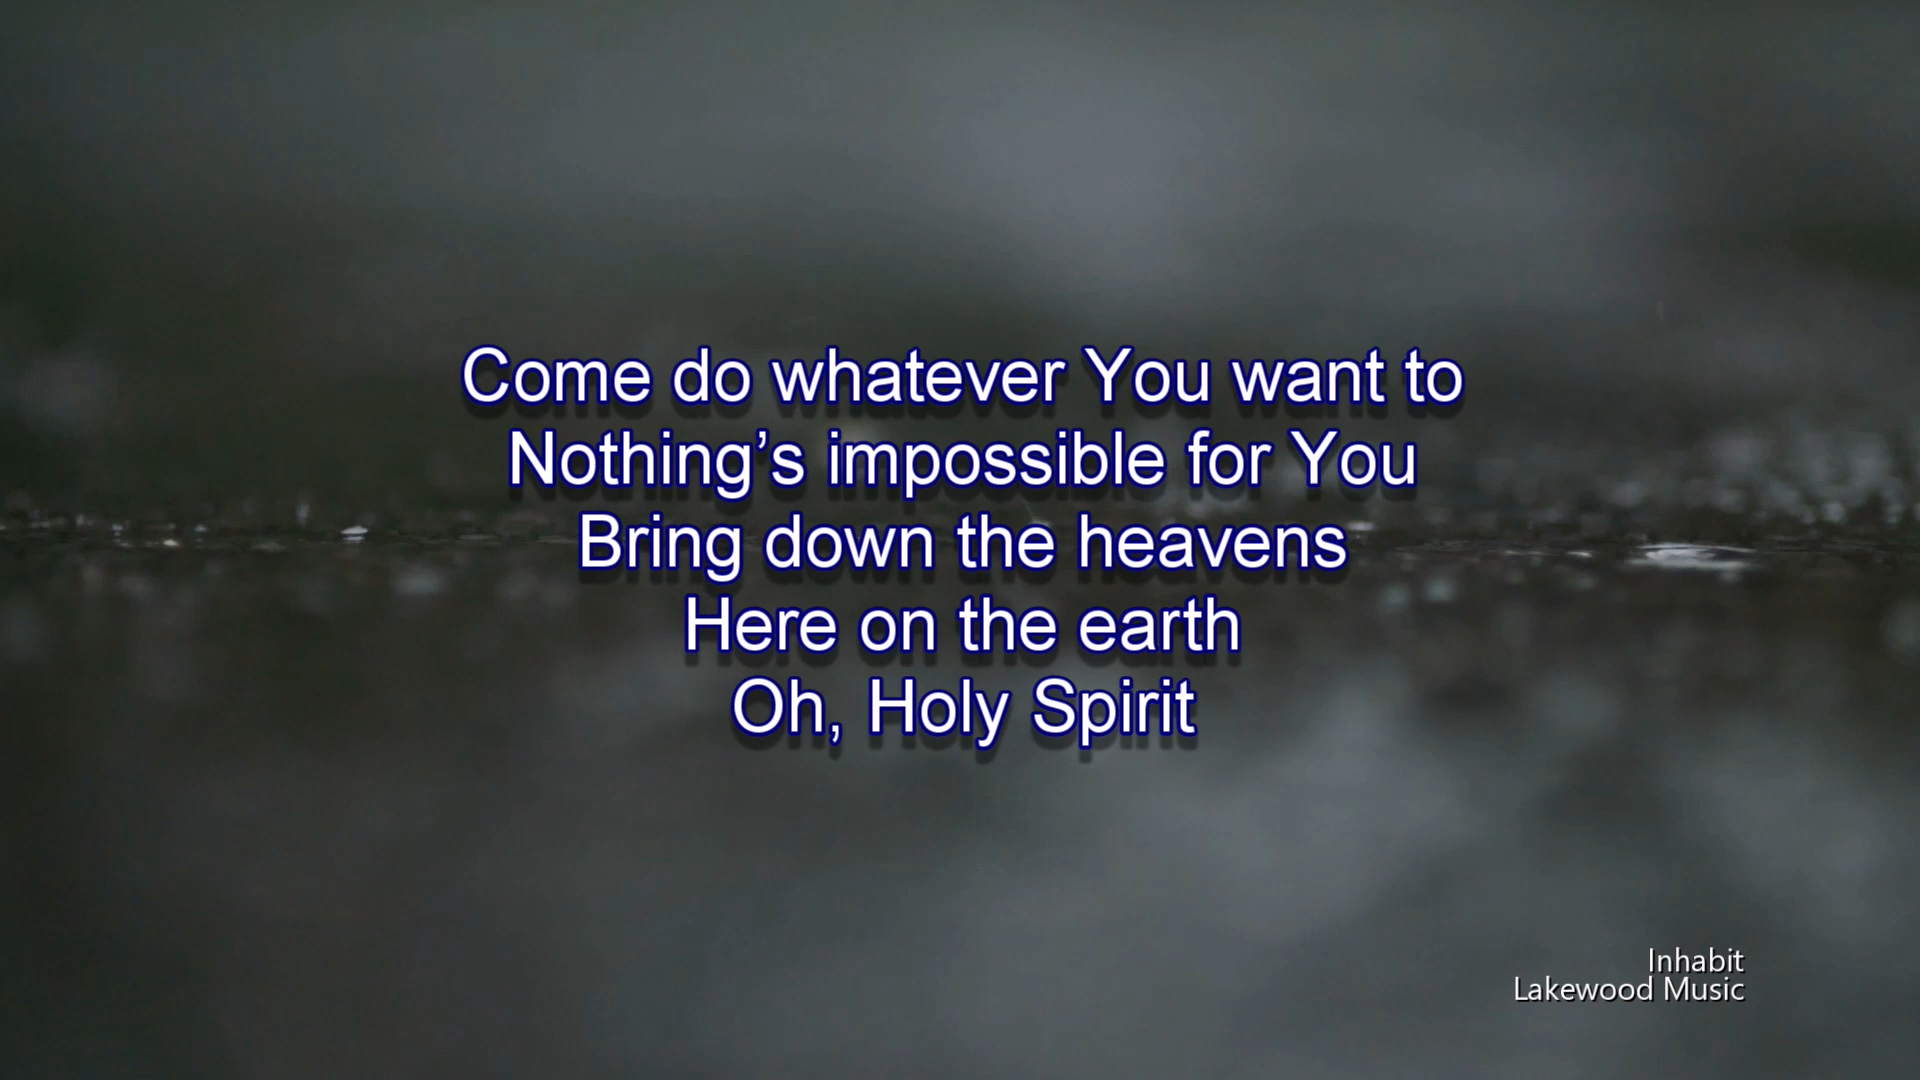 Come do whatever You want to
Nothing’s impossible for You
Bring down the heavens
Here on the earth
Oh, Holy Spirit
Inhabit
Lakewood Music